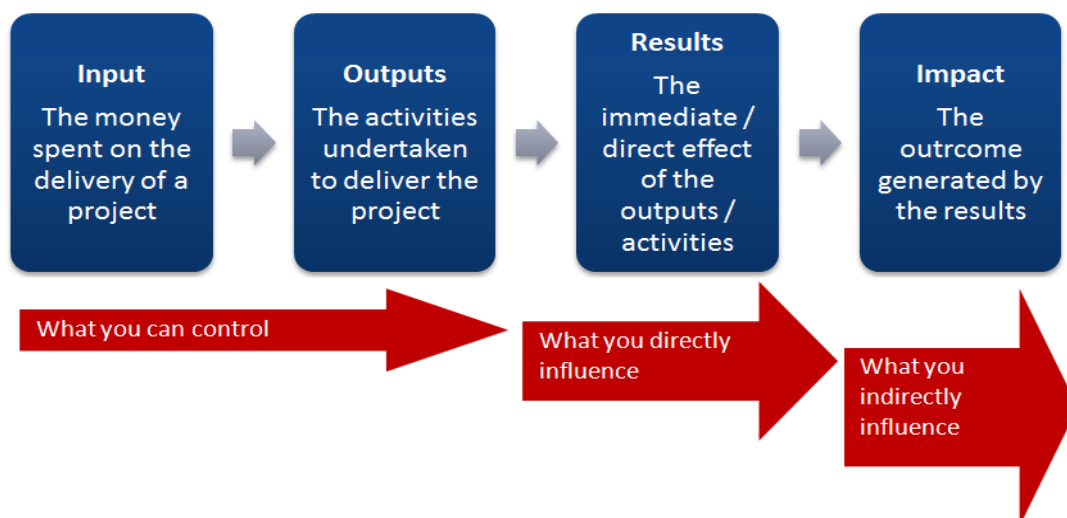 Input
The money
spent on the
delivery of a
project
Outputs
The activities
undertaken
to deliver the
project
Results
The
immediate /
direct effect
of the
outputs /
activities
Impact
The
outrcome
generated by
the results
What you can control
What you directly
influence
What you
indirectly
influence